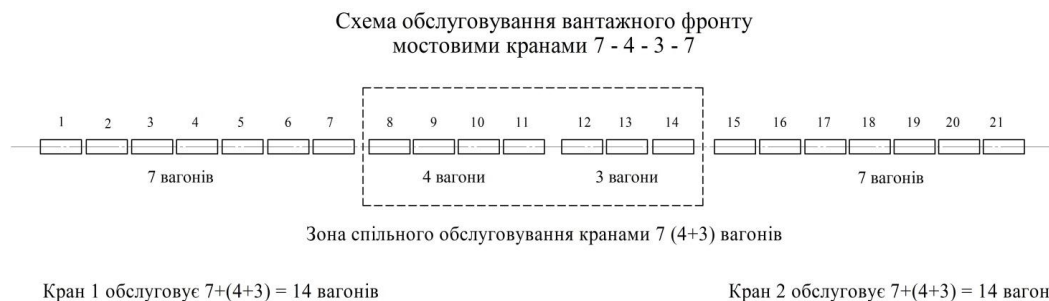 Схема обслуговування вантажного фронту
мостовими кранами 7 - 4 - 3 - 7
1 2 3 4 5 6 7 8 9 10 11 12 13 14 15 16 17 18 19 20 21
7 вагонів 4 вагони 3 вагони 7 вагонів
Зона спільного обслуговування кранами 7 (4+3) вагонів
Кран 1 обслуговує 7+(4+3) = 14 вагонів Кран 2 обслуговує 7+(4+3) = 14 вагон